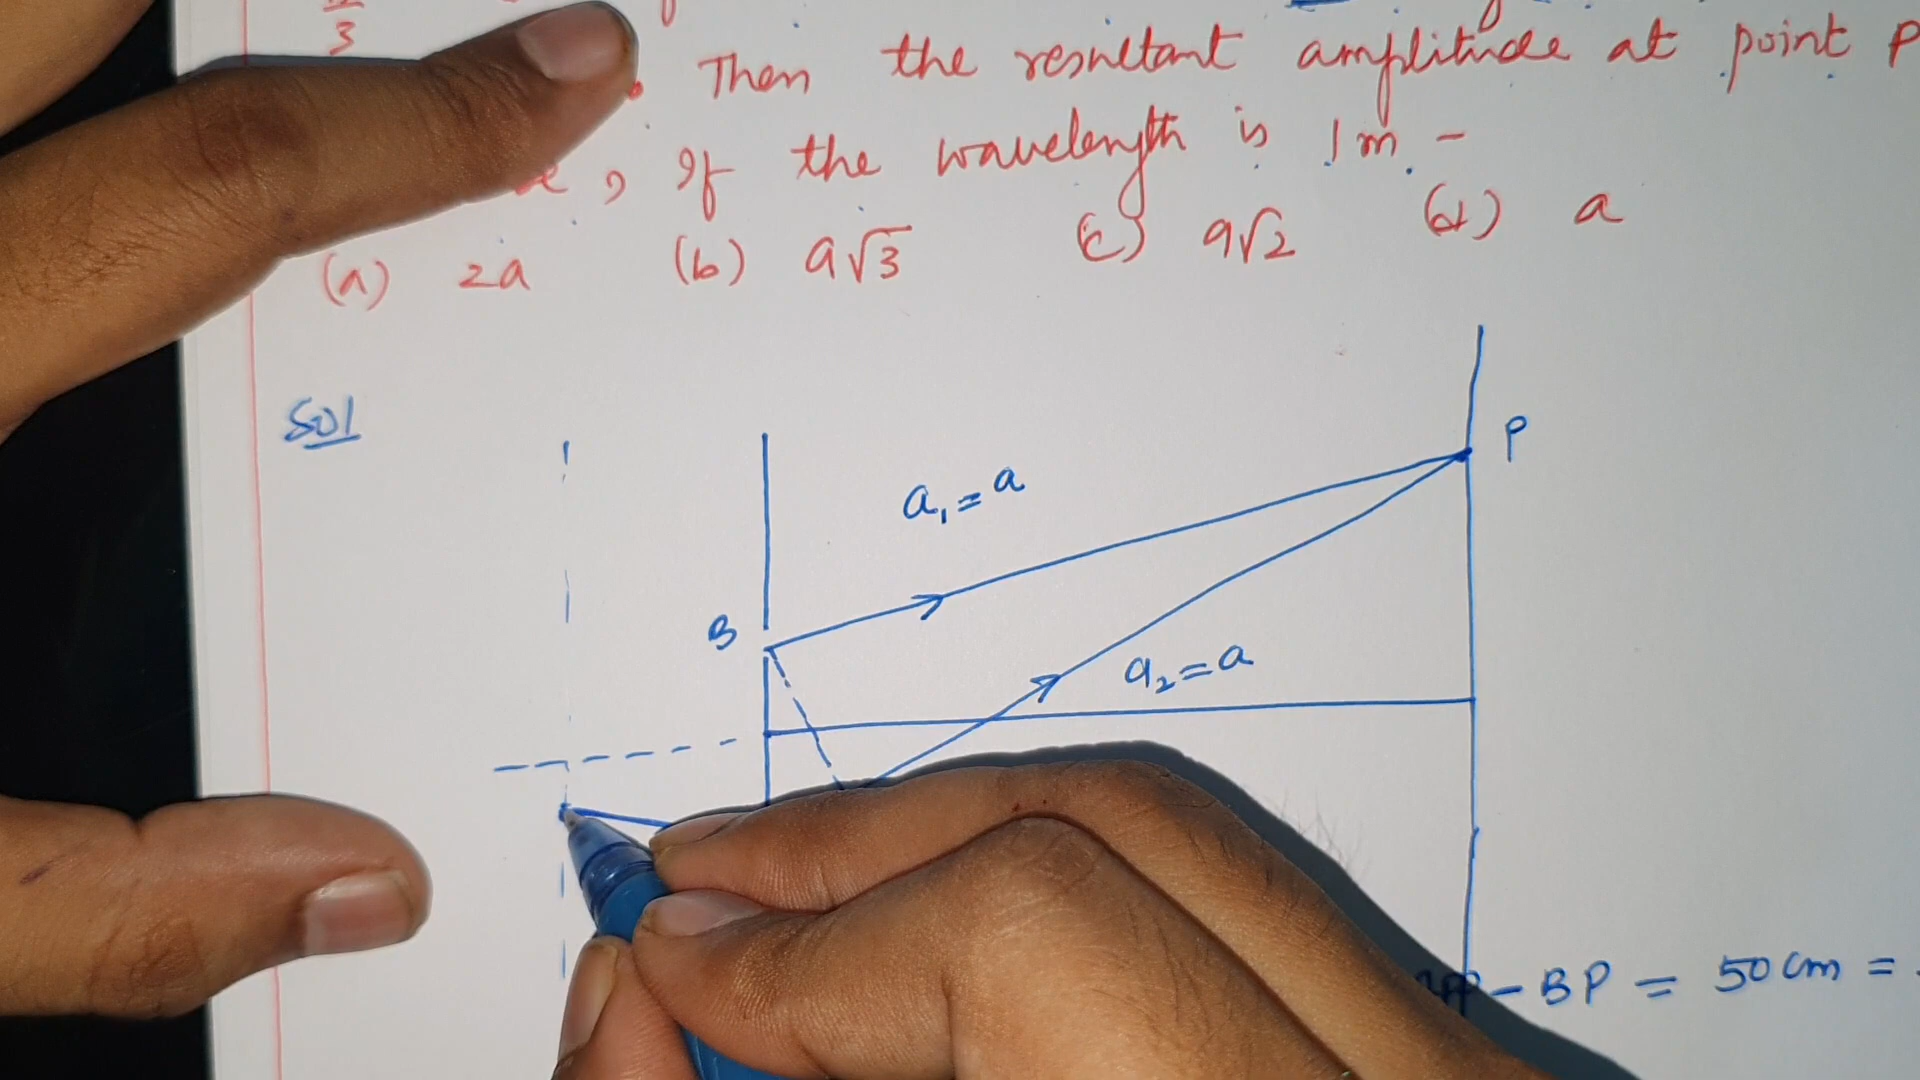 π/3
. Then the resultant amplitude at point P
, If the wavelength is 1m. -
(a) 2a (b) a√3 (c) a√2 (d) a
Sol
P
a₁ = a
B
a₂ = a
- BP = 50 cm =